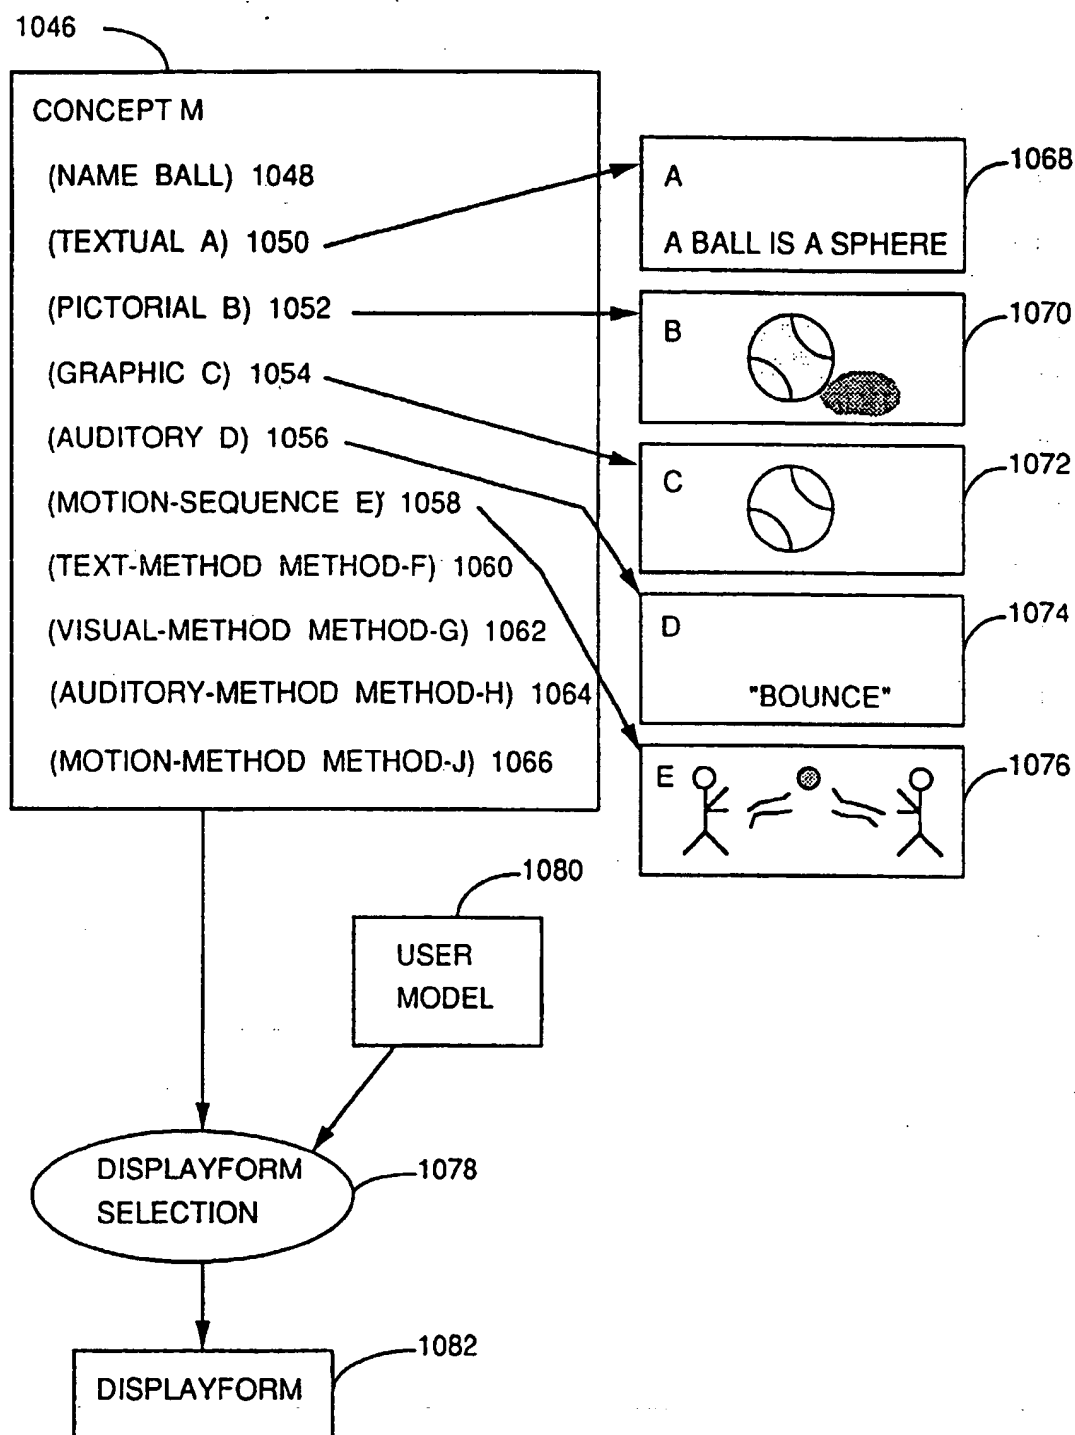 1046
CONCEPT M
(NAME BALL) 1048
(TEXTUAL A) 1050
(PICTORIAL B) 1052
(GRAPHIC C) 1054
(AUDITORY D) 1056
(MOTION-SEQUENCE E) 1058
(TEXT-METHOD METHOD-F) 1060
(VISUAL-METHOD METHOD-G) 1062
(AUDITORY-METHOD METHOD-H) 1064
(MOTION-METHOD METHOD-J) 1066
1068
A
A BALL IS A SPHERE
1070
B
1072
C
1074
D
"BOUNCE"
1076
E
1080
USER
MODEL
1078
DISPLAYFORM
SELECTION
1082
DISPLAYFORM